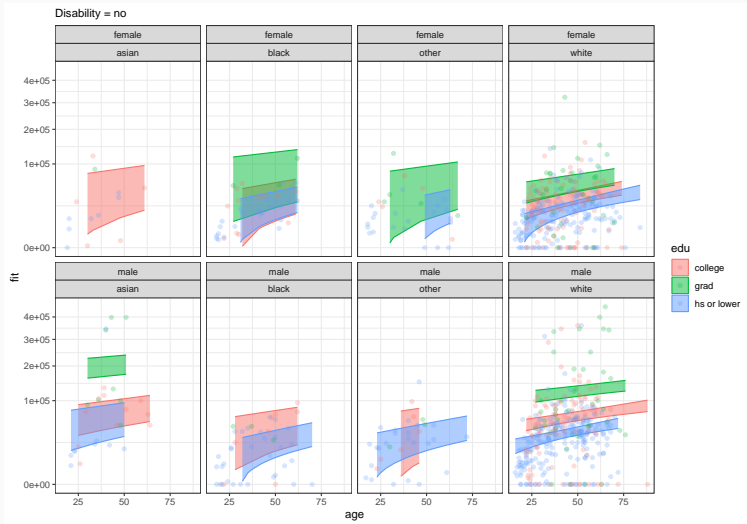 Disability = no
female female female female
asian black other white
4e+05
3e+05
2e+05
1e+05
0e+00
male male male male
asian black other white
4e+05
3e+05
2e+05
1e+05
0e+00
25 50 75 25 50 75 25 50 75 25 50 75
age
fit
edu
college
grad
hs or lower